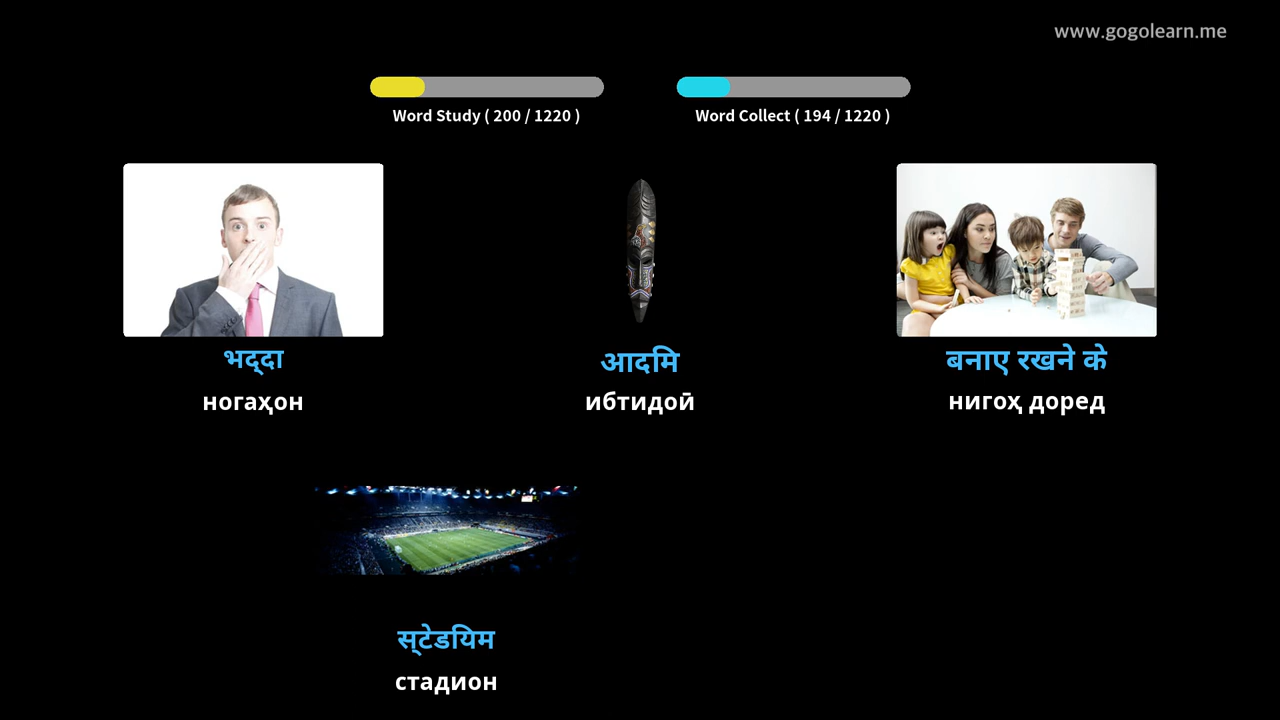 www.gogolearn.me
Word Study ( 200 / 1220 )
Word Collect ( 194 / 1220 )
भद्दा
आदमि
बनाए रखने के
ногаҳон
ибтидоӣ
нигоҳ доред
स्टेडयिम
стадион